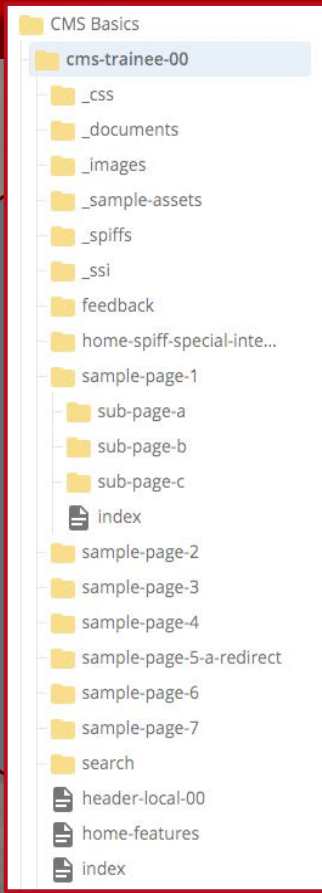 CMS Basics
cms-trainee-00
_css
_documents
_images
_sample-assets
_spiffs
_ssi
feedback
home-spiff-special-inte...
sample-page-1
sub-page-a
sub-page-b
sub-page-c
index
sample-page-2
sample-page-3
sample-page-4
sample-page-5-a-redirect
sample-page-6
sample-page-7
search
header-local-00
home-features
index